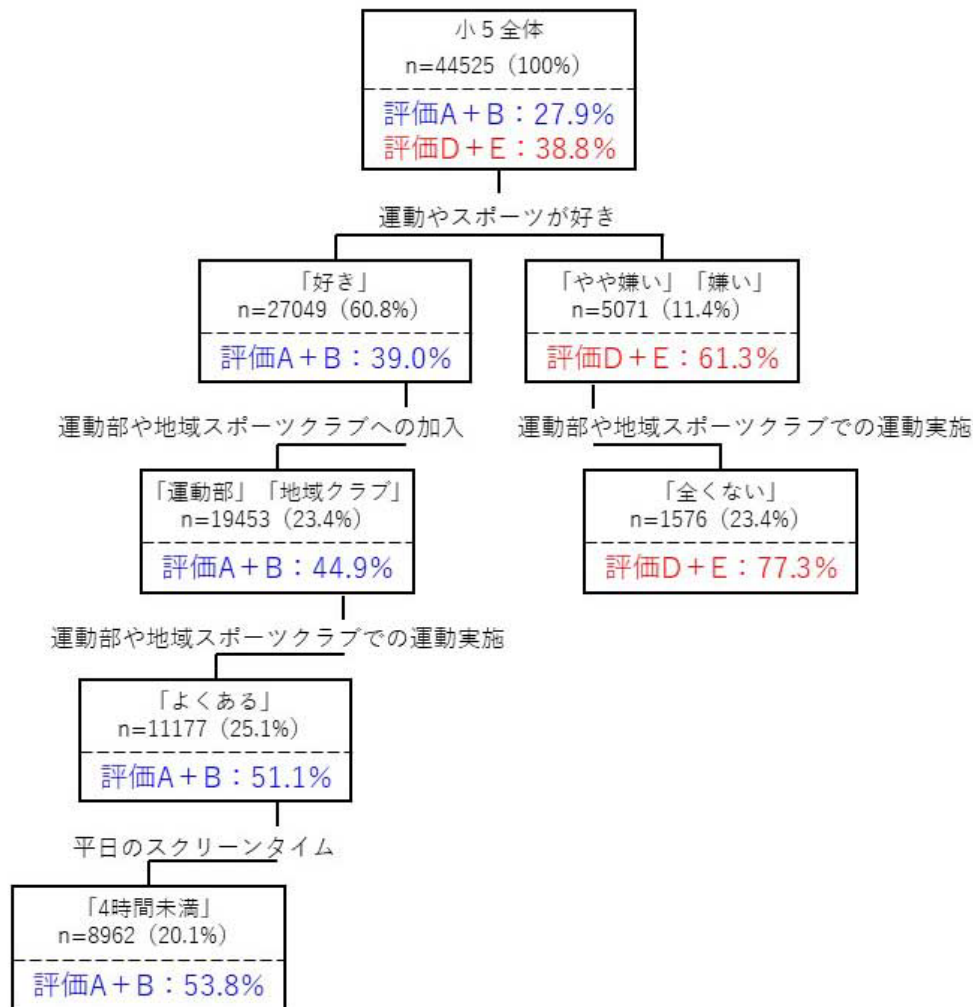 小5全体
n=44525（100%）
評価A＋B：27.9%
評価D＋E：38.8%
運動やスポーツが好き
「好き」
n=27049（60.8%）
評価A＋B：39.0%
「やや嫌い」「嫌い」
n=5071（11.4%）
評価D＋E：61.3%
運動部や地域スポーツクラブへの加入
運動部や地域スポーツクラブでの運動実施
「運動部」「地域クラブ」
n=19453（23.4%）
評価A＋B：44.9%
「全くない」
n=1576（23.4%）
評価D＋E：77.3%
運動部や地域スポーツクラブでの運動実施
「よくある」
n=11177（25.1%）
評価A＋B：51.1%
平日のスクリーンタイム
「4時間未満」
n=8962（20.1%）
評価A＋B：53.8%